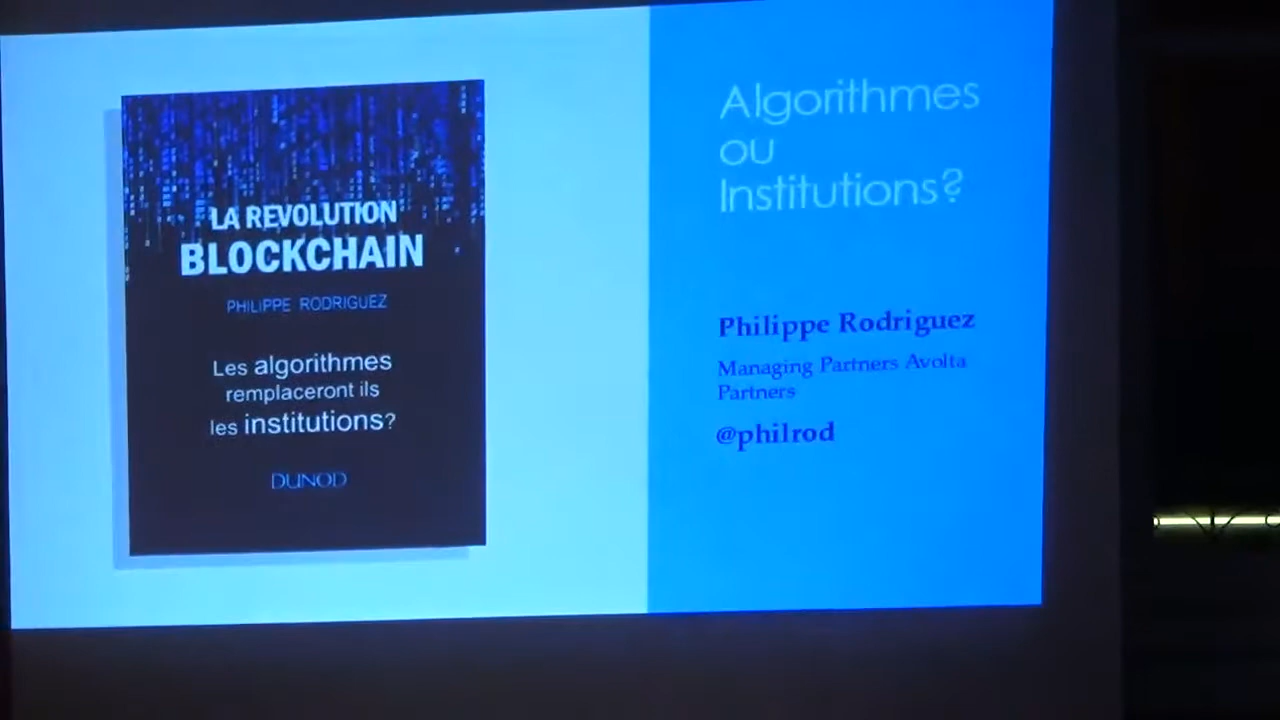 LA REVOLUTION
BLOCKCHAIN
PHILIPPE RODRIGUEZ
Les algorithmes
remplaceront ils
les institutions?
DUNOD
Algorithmes
ou
Institutions?
Philippe Rodriguez
Managing Partners Avolta
Partners
@philrod